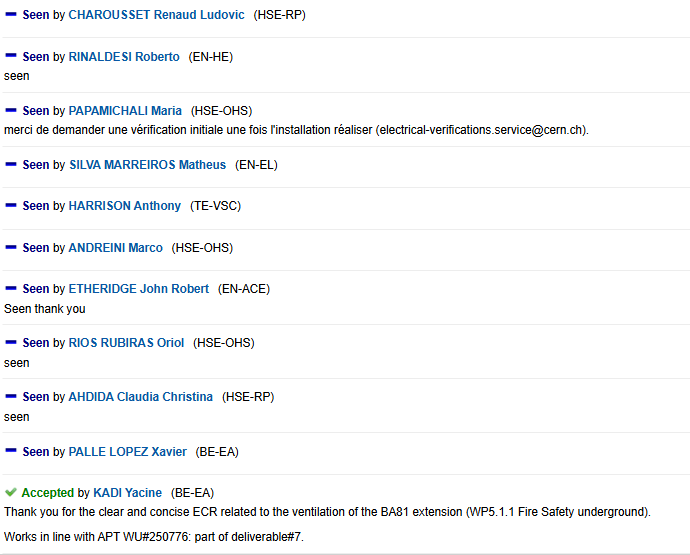 Seen by CHAROUSSET Renaud Ludovic (HSE-RP)
Seen by RINALDESI Roberto (EN-HE)
seen
Seen by PAPAMICHALI Maria (HSE-OHS)
merci de demander une vérification initiale une fois l'installation réaliser (electrical-verifications.service@cern.ch).
Seen by SILVA MARREIROS Matheus (EN-EL)
Seen by HARRISON Anthony (TE-VSC)
Seen by ANDREINI Marco (HSE-OHS)
Seen by ETHERIDGE John Robert (EN-ACE)
Seen thank you
Seen by RIOS RUBIRAS Oriol (HSE-OHS)
seen
Seen by AHDIDA Claudia Christina (HSE-RP)
seen
Seen by PALLE LOPEZ Xavier (BE-EA)
Accepted by KADI Yacine (BE-EA)
Thank you for the clear and concise ECR related to the ventilation of the BA81 extension (WP5.1.1 Fire Safety underground).
Works in line with APT WU#250776: part of deliverable#7.